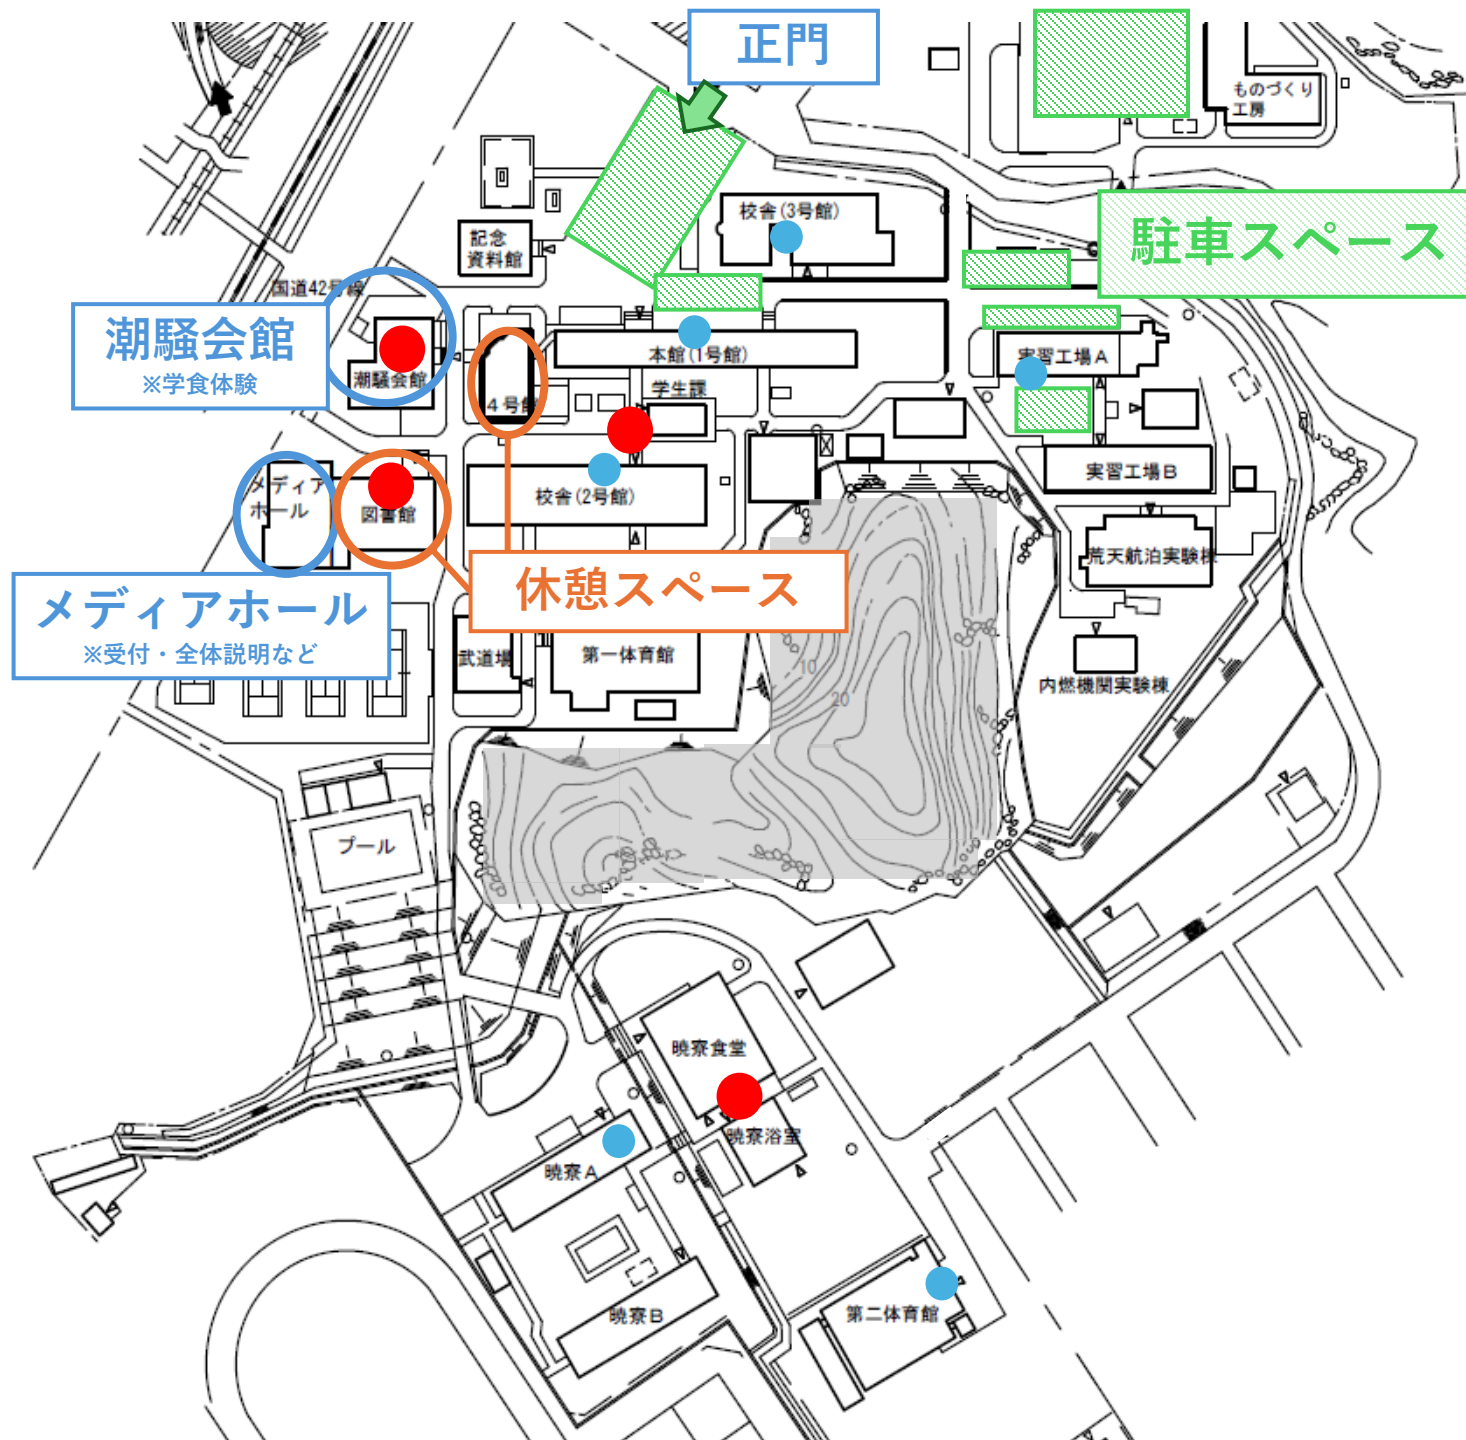 正門
ものづくり
工房
校舎(3号館)
駐車スペース
記念
資料館
国道42号線
潮騒会館
※学食体験
潮騒会館
4号館
本館(1号館)
学生課
実習工場A
実習工場B
メディア
ホール
図書館
校舎(2号館)
荒天航泊実験棟
休憩スペース
メディアホール
※受付・全体説明など
武道場
第一体育館
10
20
内燃機関実験棟
プール
暁寮食堂
暁寮浴室
暁寮A
暁寮B
第二体育館